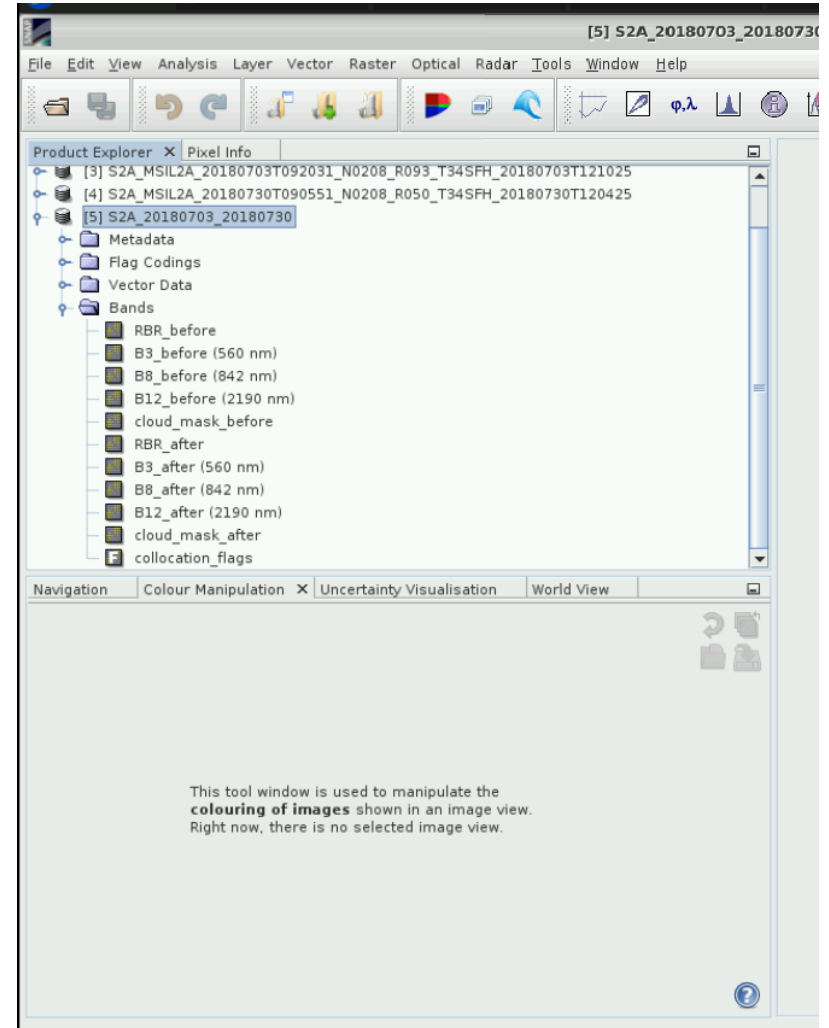 [5] S2A_20180703_2018073
File Edit View Analysis Layer Vector Raster Optical Radar Tools Window Help
φ,λ
Product Explorer X Pixel Info
[3] S2A_MSIL2A_20180703T092031_N0208_R093_T34SFH_20180703T121025
[4] S2A_MSIL2A_20180730T090551_N0208_R050_T34SFH_20180730T120425
[5] S2A_20180703_20180730
Metadata
Flag Codings
Vector Data
Bands
RBR_before
B3_before (560 nm)
B8_before (842 nm)
B12_before (2190 nm)
cloud_mask_before
RBR_after
B3_after (560 nm)
B8_after (842 nm)
B12_after (2190 nm)
cloud_mask_after
F collocation_flags
Navigation Colour Manipulation X Uncertainty Visualisation World View
This tool window is used to manipulate the
colouring of images shown in an image view.
Right now, there is no selected image view.
?